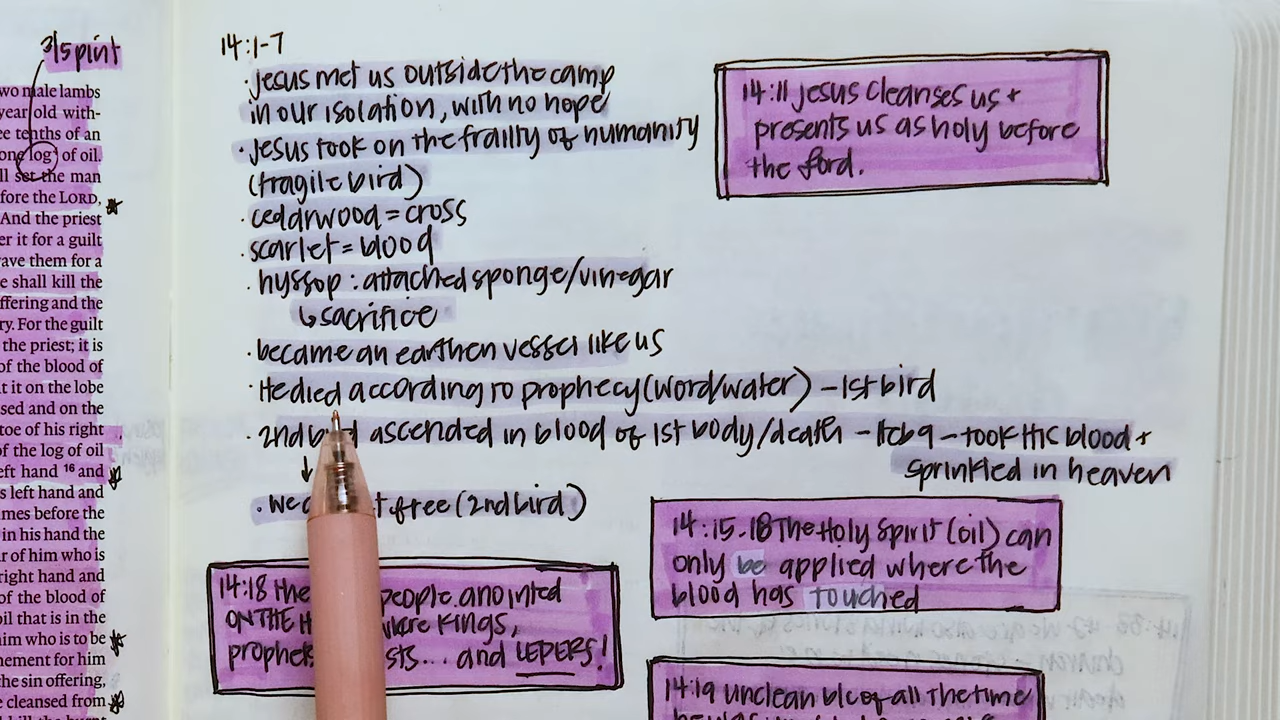 3/5 pint
wo male lambs
year old with-
ee tenths of an
one log) of oil.
ll set the man
fore the LORD,
And the priest
er it for a guilt
ave them for a
e shall kill the
ffering and the
ry. For the guilt
the priest; it is
of the blood of
t it on the lobe
sed and on the
toe of his right
f the log of oil
eft hand 16 and
s left hand and
mes before the
in his hand the
r of him who is
right hand and
of the blood of
oil that is in the
im who is to be
nement for him
the sin offering,
e cleansed from
14:1-7
· Jesus met us outside the camp
in our isolation, with no hope
· Jesus took on the frailty of humanity
(fragile bird)
· cedarwood = cross
· scarlet = blood
· hyssop : attached sponge/vinegar
↳ sacrifice
· became an earthen vessel like us
· He died according to prophecy (word/water) – 1st bird
· 2nd bird ascended in blood of 1st body/death – Heb 9 – took His blood +
sprinkled in heaven
↓
· we free (2nd bird)
14:11 Jesus cleanses us +
presents us as holy before
the Lord.
14:15-18 The Holy Spirit (oil) can
only be applied where the
blood has touched
14:18 the people anointed
ON THE were kings,
... and LEPERS!
14:19 unclean blc of all the time